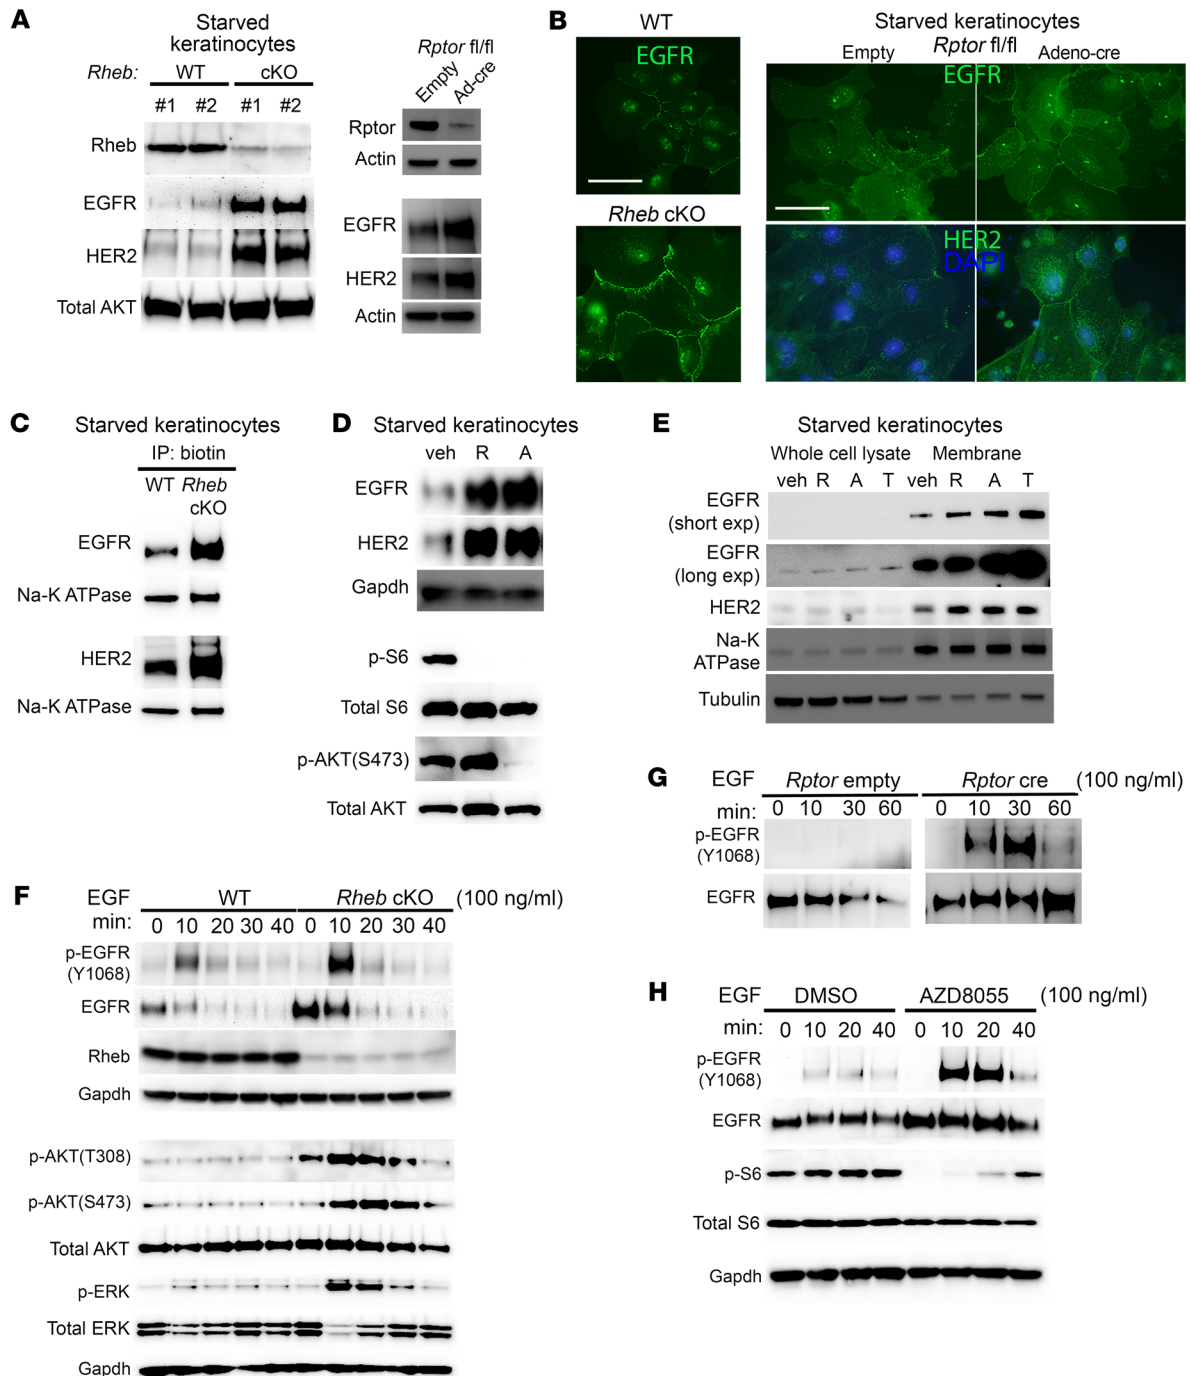 A
Starved
keratinocytes
Rheb: WT cKO
#1 #2 #1 #2
Rheb
EGFR
HER2
Total AKT
Rptor fl/fl
Empty Ad-cre
Rptor
Actin
EGFR
HER2
Actin
B
WT
EGFR
Rheb cKO
Starved keratinocytes
Empty Rptor fl/fl Adeno-cre
EGFR
HER2
DAPI
C
Starved keratinocytes
IP: biotin
WT Rheb
cKO
EGFR
Na-K ATPase
HER2
Na-K ATPase
D
Starved keratinocytes
veh R A
EGFR
HER2
Gapdh
p-S6
Total S6
p-AKT(S473)
Total AKT
E
Starved keratinocytes
Whole cell lysate Membrane
veh R A T veh R A T
EGFR
(short exp)
EGFR
(long exp)
HER2
Na-K
ATPase
Tubulin
F
EGF WT Rheb cKO (100 ng/ml)
min: 0 10 20 30 40 0 10 20 30 40
p-EGFR
(Y1068)
EGFR
Rheb
Gapdh
p-AKT(T308)
p-AKT(S473)
Total AKT
p-ERK
Total ERK
Gapdh
G
EGF Rptor empty Rptor cre (100 ng/ml)
min: 0 10 30 60 0 10 30 60
p-EGFR
(Y1068)
EGFR
H
EGF DMSO AZD8055 (100 ng/ml)
min: 0 10 20 40 0 10 20 40
p-EGFR
(Y1068)
EGFR
p-S6
Total S6
Gapdh